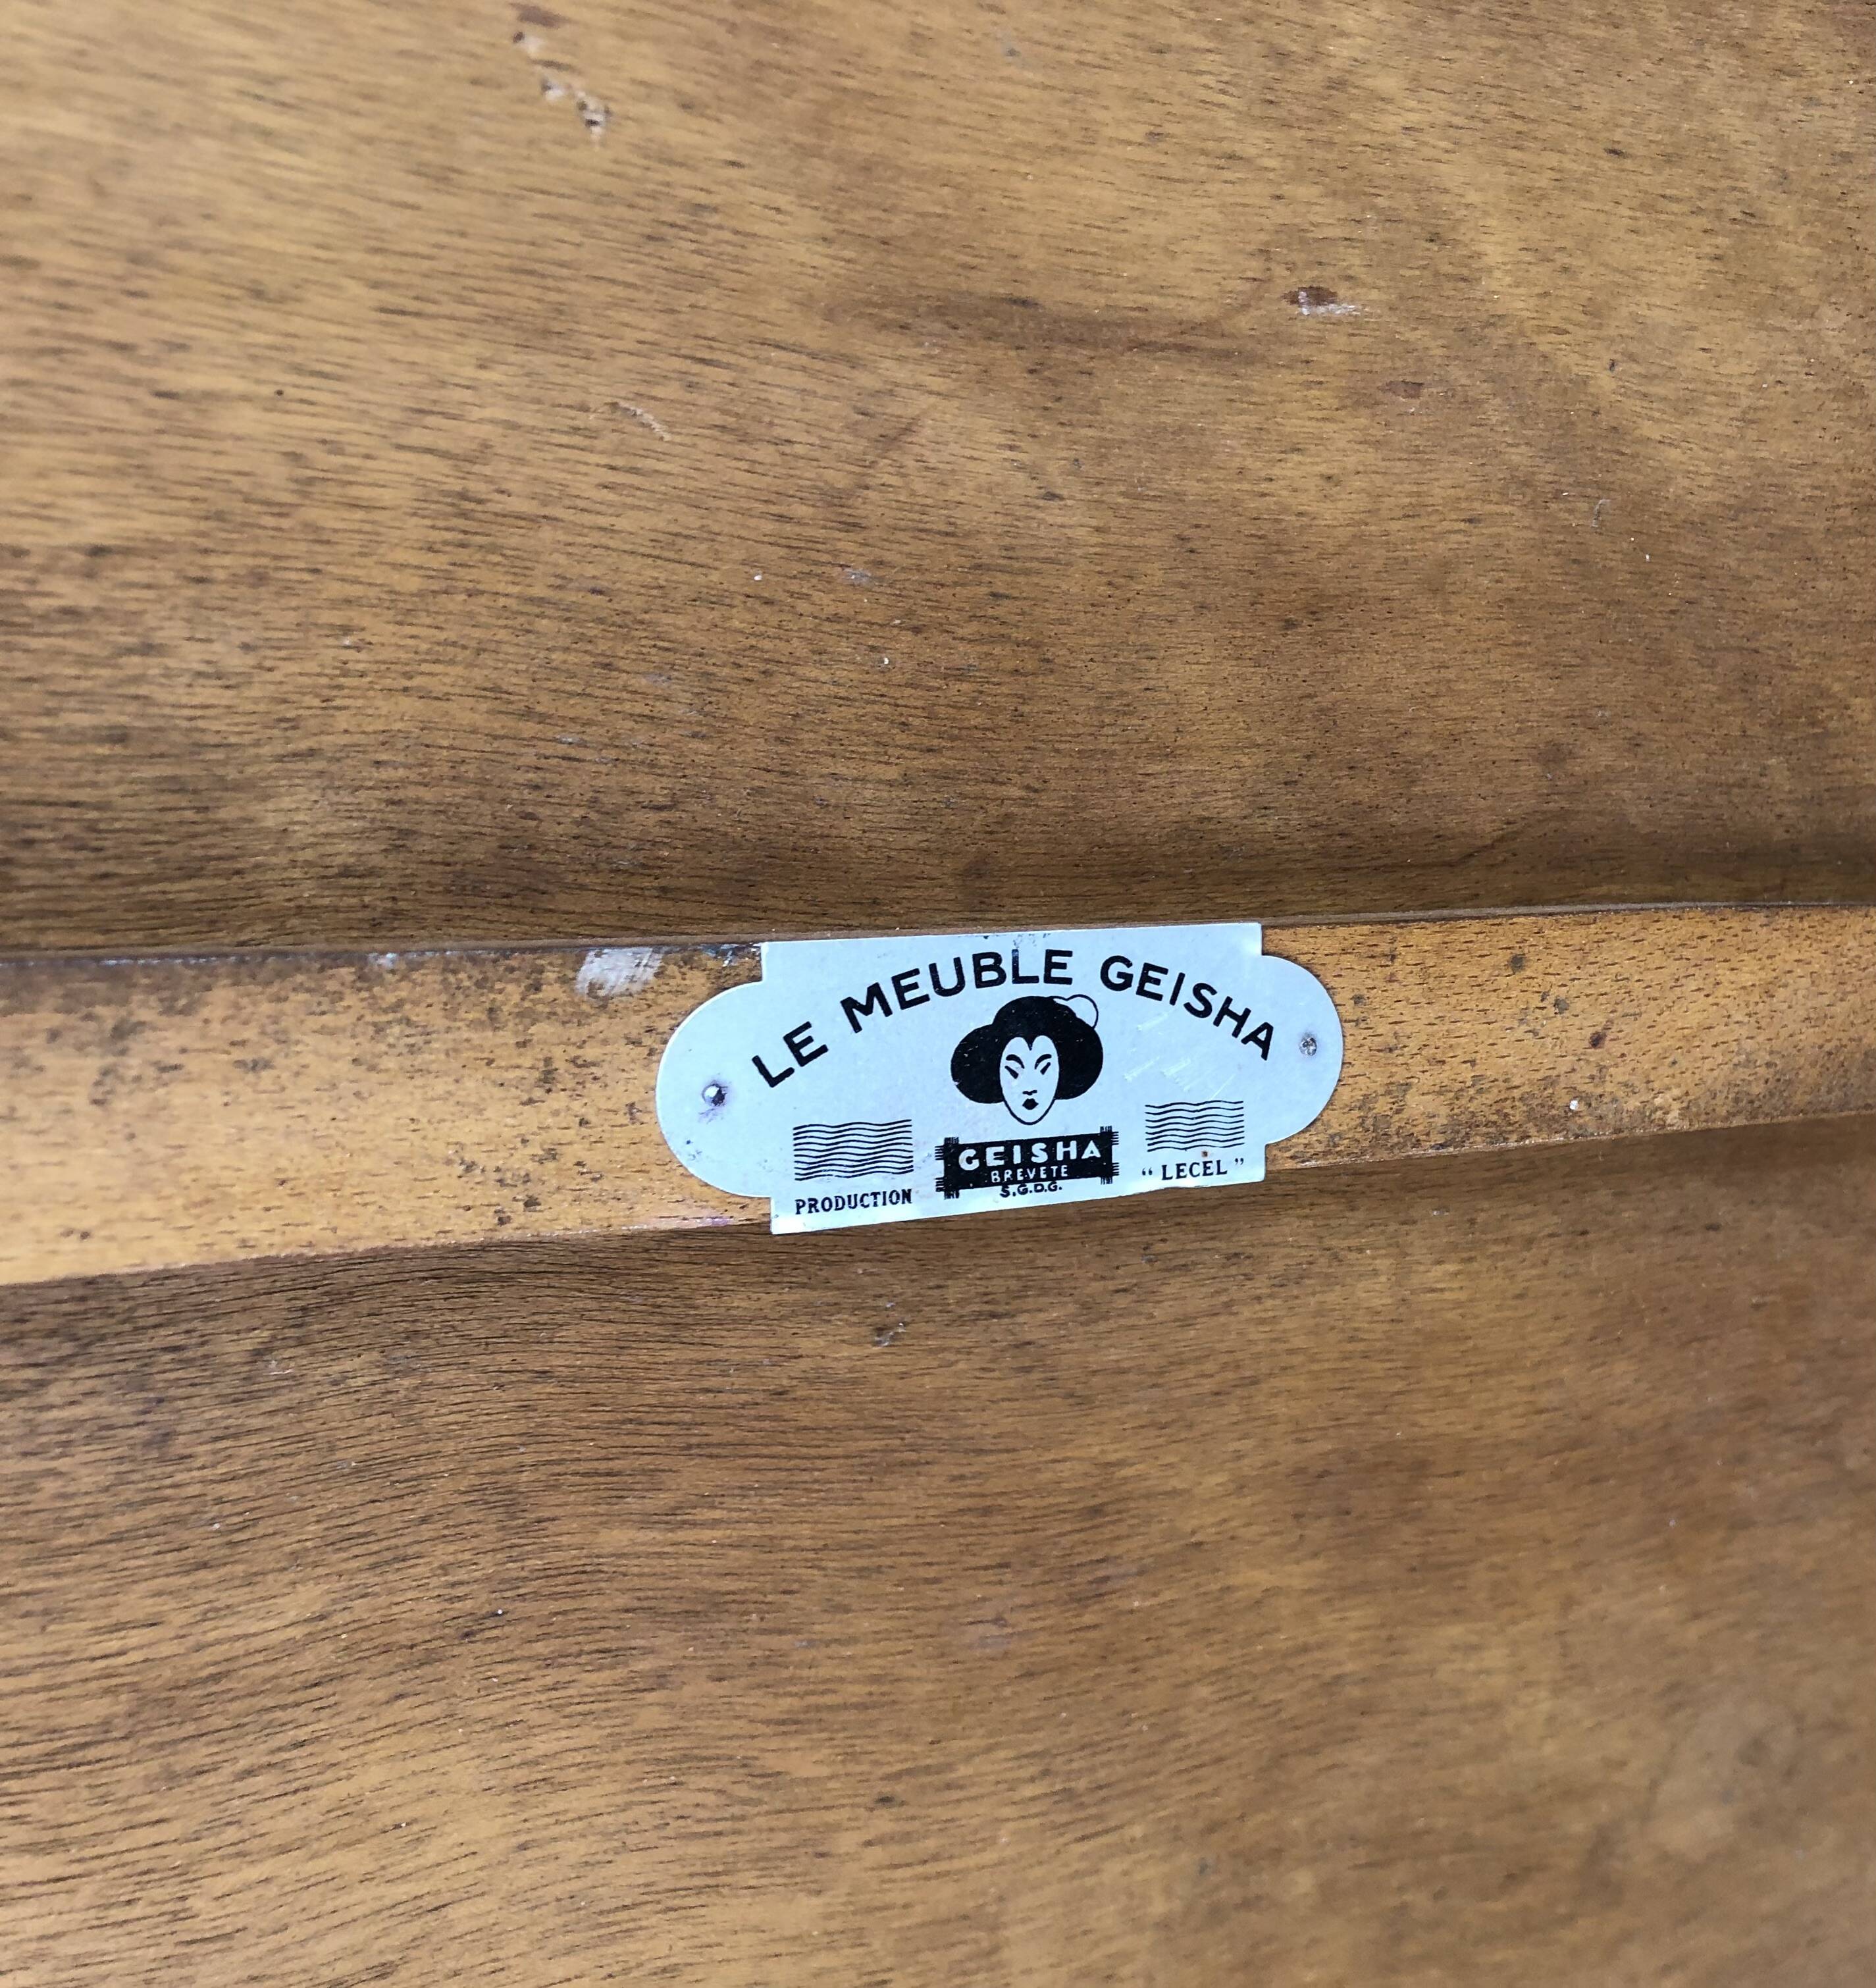 LE MEUBLE GEISHA
GEISHA
BREVETE
S.G.D.G.
PRODUCTION
“ LECEL ”